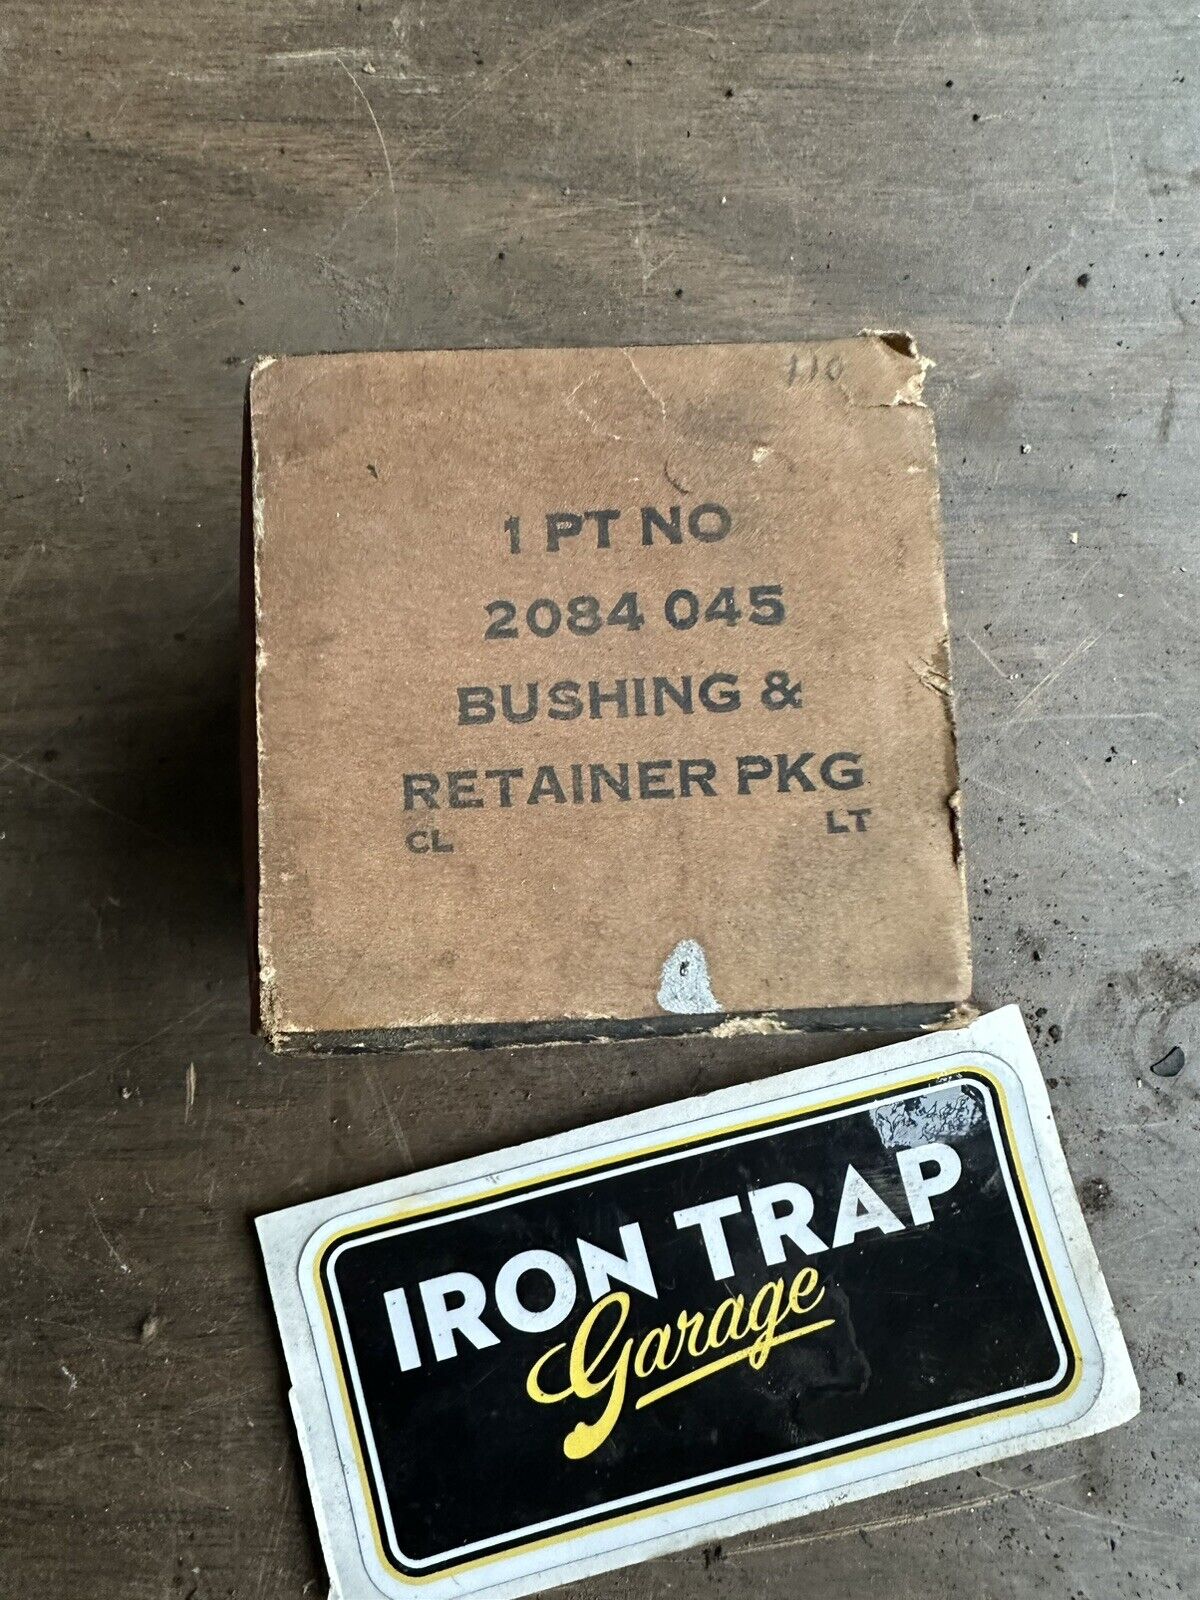 110
1 PT NO
2084 045
BUSHING &
RETAINER PKG
CL LT
IRON TRAP
Garage